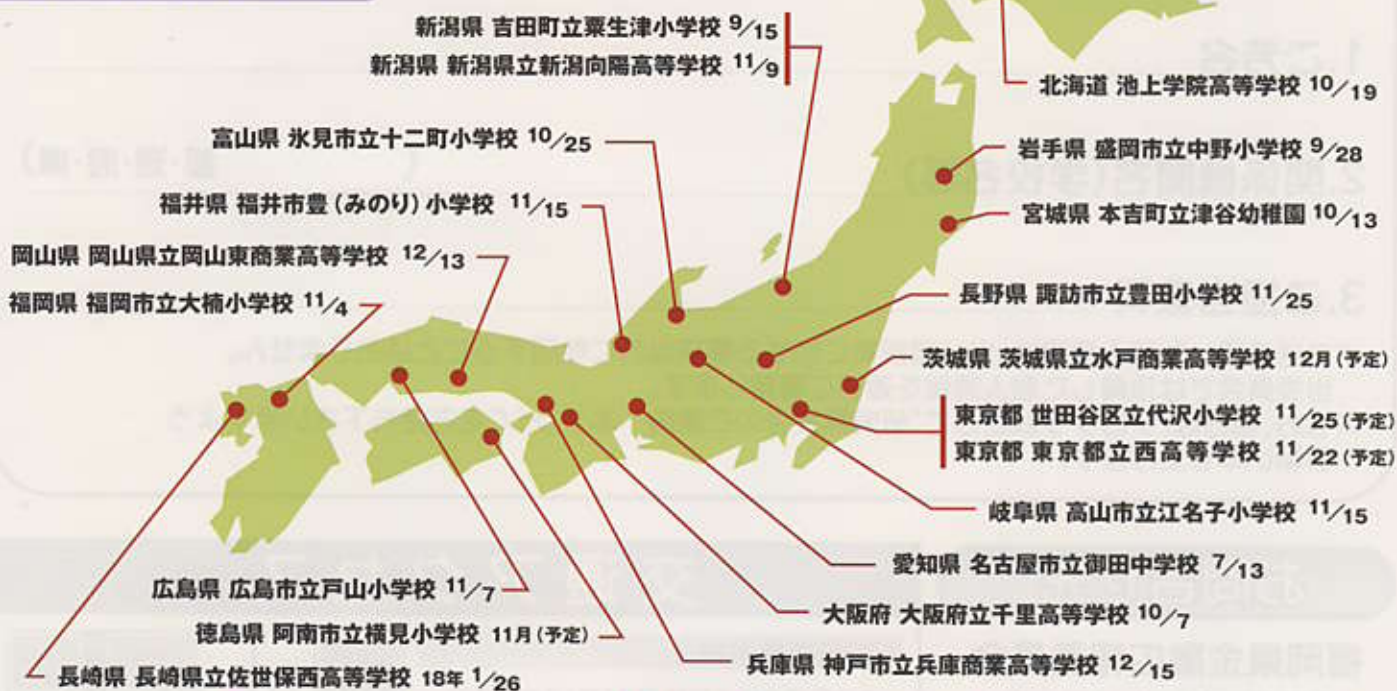 新潟県 吉田町立粟生津小学校 9/15
新潟県 新潟県立新潟向陽高等学校 11/9
北海道 池上学院高等学校 10/19
富山県 氷見市立十二町小学校 10/25
岩手県 盛岡市立中野小学校 9/28
福井県 福井市豊(みのり)小学校 11/15
宮城県 本吉町立津谷幼稚園 10/13
岡山県 岡山県立岡山東商業高等学校 12/13
福岡県 福岡市立大楠小学校 11/4
長野県 諏訪市立豊田小学校 11/25
茨城県 茨城県立水戸商業高等学校 12月(予定)
東京都 世田谷区立代沢小学校 11/25(予定)
東京都 東京都立西高等学校 11/22(予定)
岐阜県 高山市立江名子小学校 11/15
愛知県 名古屋市立御田中学校 7/13
広島県 広島市立戸山小学校 11/7
大阪府 大阪府立千里高等学校 10/7
徳島県 阿南市立横見小学校 11月(予定)
兵庫県 神戸市立兵庫商業高等学校 12/15
長崎県 長崎県立佐世保西高等学校 18年 1/26